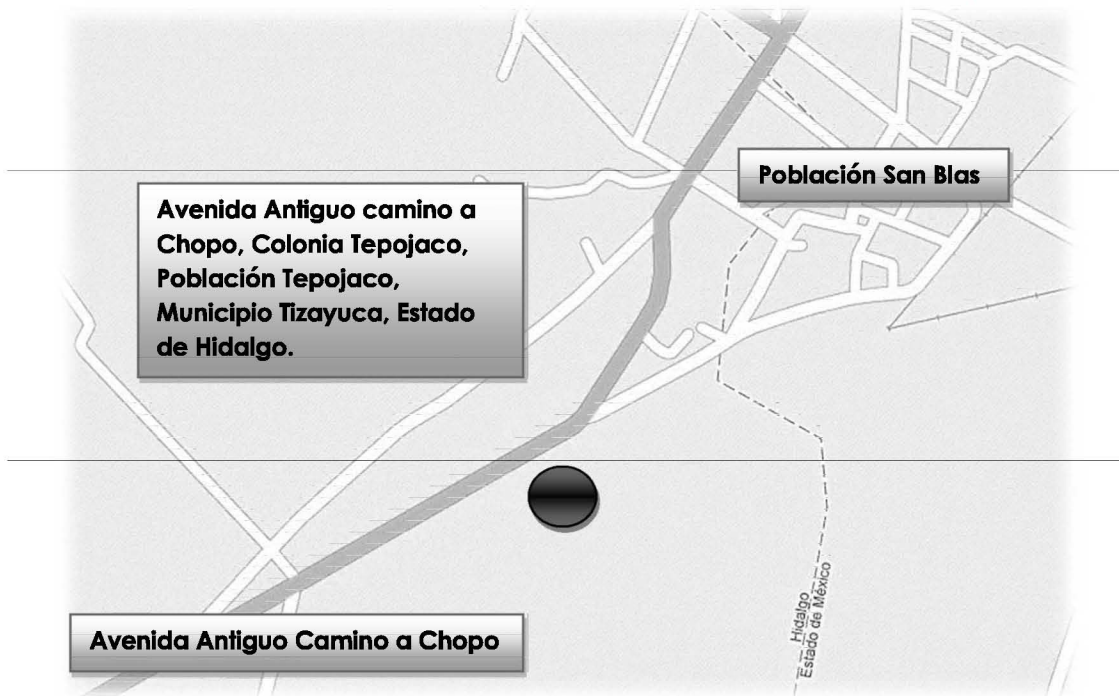 Población San Blas
Avenida Antiguo camino a
Chopo, Colonia Tepojaco,
Población Tepojaco,
Municipio Tizayuca, Estado
de Hidalgo.
Hidalgo
Estado de México
Avenida Antiguo Camino a Chopo